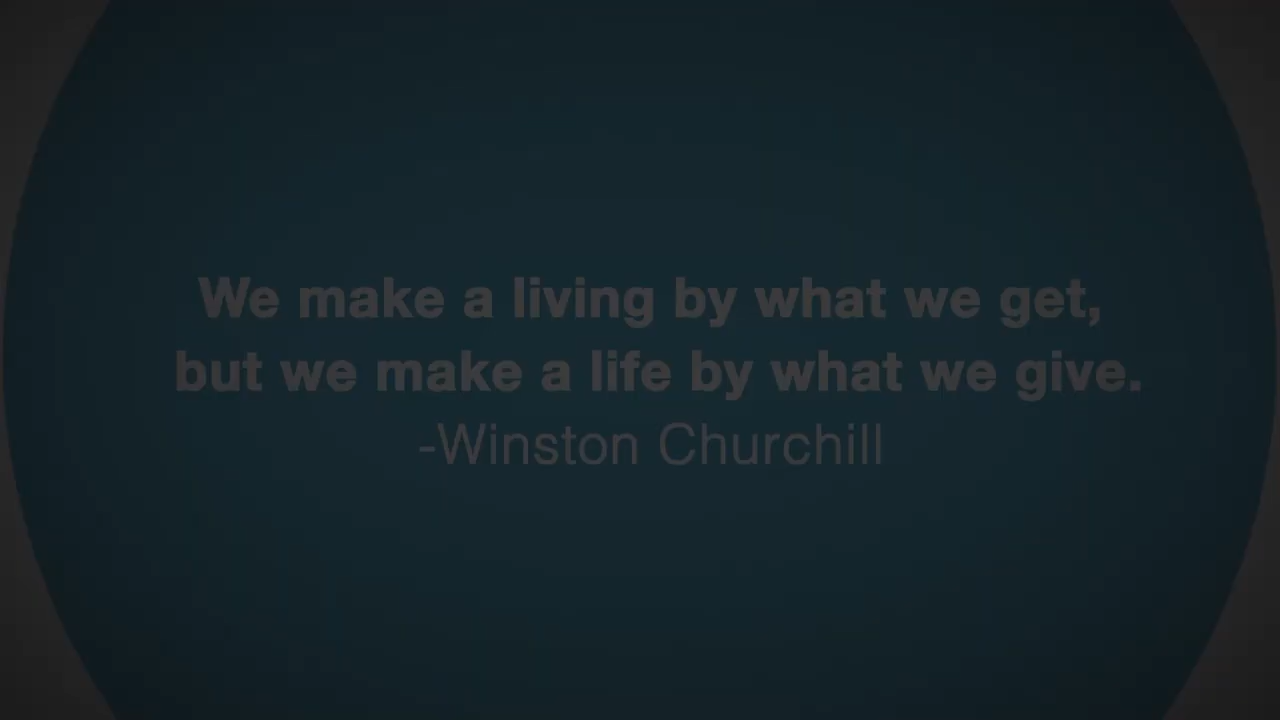 We make a living by what we get,
but we make a life by what we give.
-Winston Churchill